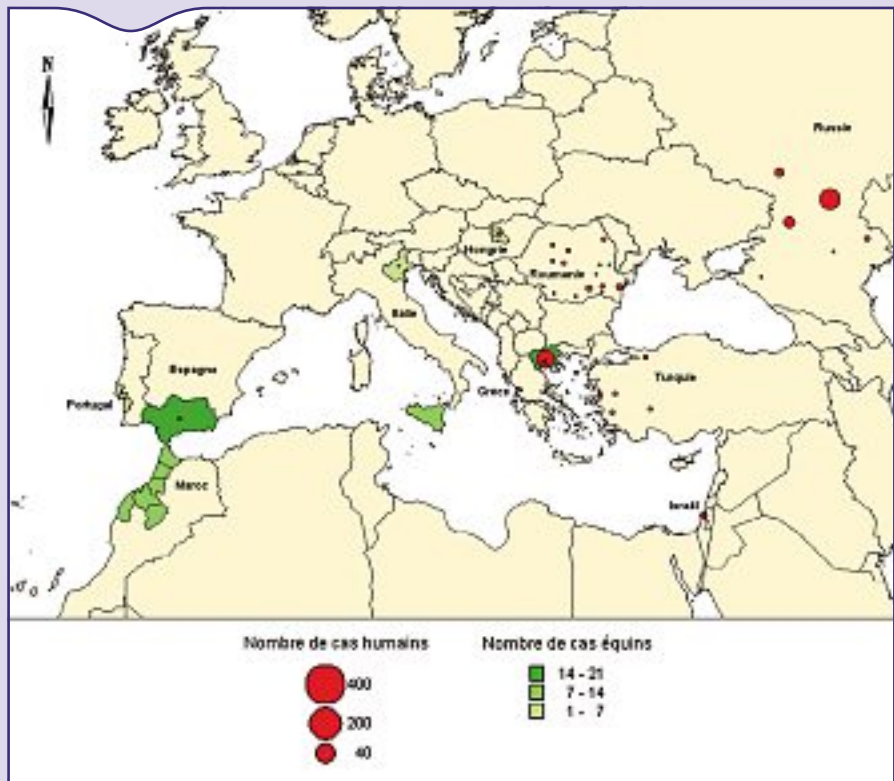 N
Russie
Hongrie
Roumanie
Italie
Espagne
Portugal
Grèce
Turquie
Maroc
Israël
Nombre de cas humains
400
200
40
Nombre de cas équins
14 - 21
7 - 14
1 - 7